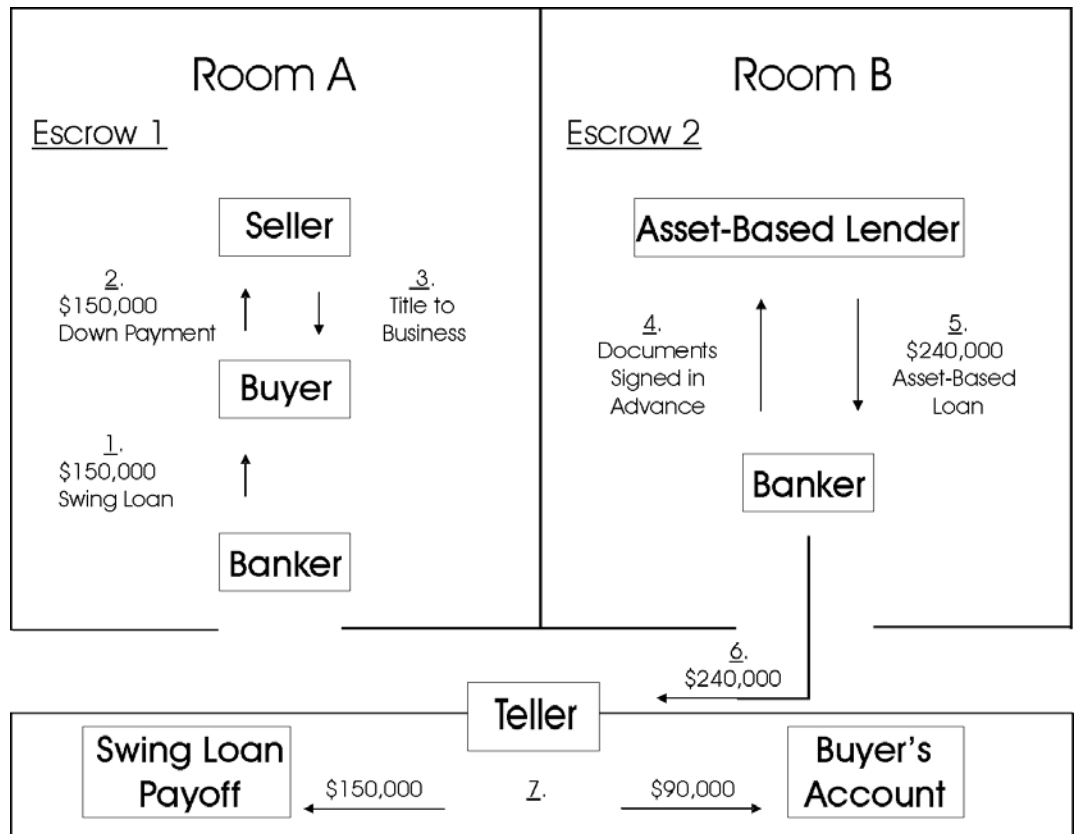 Room A
Escrow 1
Seller
2.
$150,000
Down Payment
3.
Title to
Business
Buyer
1.
$150,000
Swing Loan
Banker
Room B
Escrow 2
Asset-Based Lender
4.
Documents
Signed in
Advance
5.
$240,000
Asset-Based
Loan
Banker
6.
$240,000
Teller
Swing Loan
Payoff
$150,000
7.
$90,000
Buyer's
Account